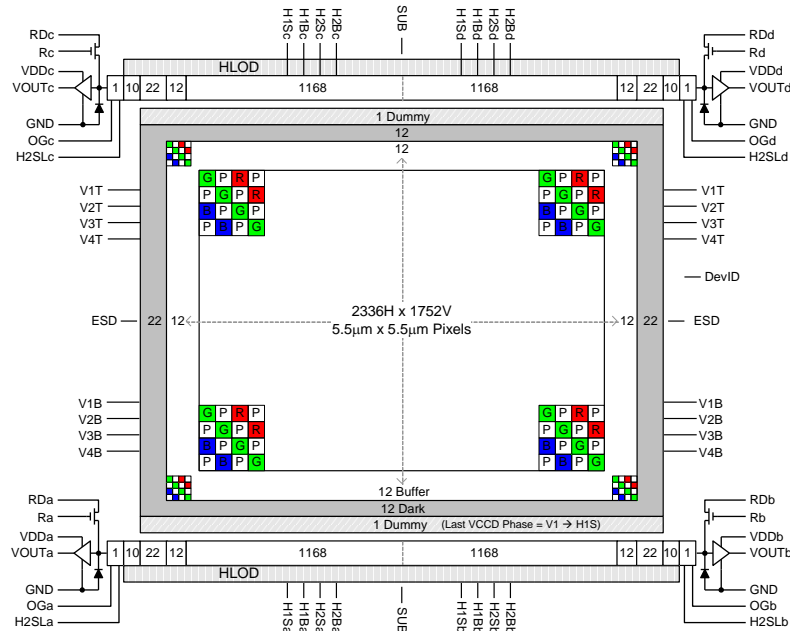 H1Sc H1Bc H2Sc H2Bc SUB H1Sd H1Bd H2Sd H2Bd
RDc RDd
Rc Rd
HLOD
VDDc VDDd
VOUTc 1 10 22 12 1168 1168 12 22 10 1 VOUTd
GND 1 Dummy GND
OGc 12 OGd
H2SLc 12 H2SLd
G P R P G P R P
V1T P G P R P G P R V1T
V2T B P G P B P G P V2T
V3T P B P G P B P G V3T
V4T V4T
DevID
2336H x 1752V
ESD 22 12 12 22 ESD
5.5µm x 5.5µm Pixels
V1B V1B
G P R P G P R P
V2B P G P R P G P R V2B
V3B B P G P B P G P V3B
V4B P B P G P B P G V4B
12 Buffer
RDa 12 Dark RDb
Ra 1 Dummy (Last VCCD Phase = V1 → H1S) Rb
VDDa VDDb
VOUTa 1 10 22 12 1168 1168 12 22 10 1 VOUTb
HLOD
GND GND
OGa OGb
H2SLa H2SLb
H1Sa H1Ba H2Sa H2Ba SUB H1Sb H1Bb H2Sb H2Bb